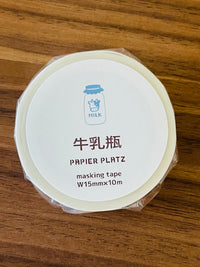 MILK
牛乳瓶
PAPIER PLATZ
masking tape
W15mm×10m